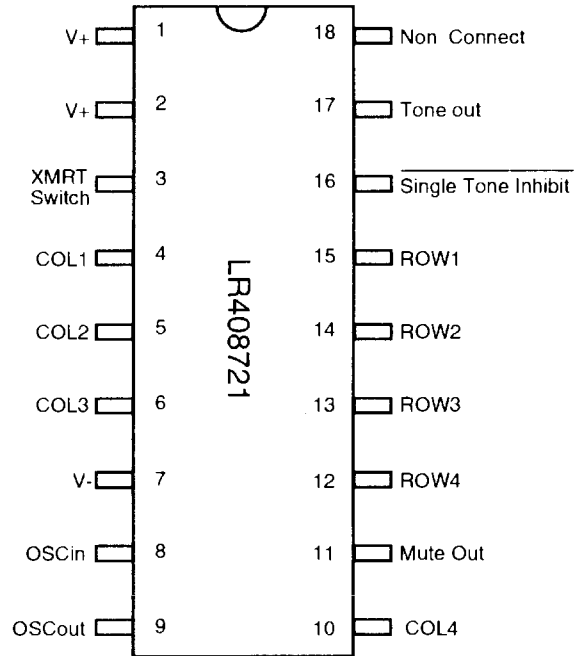 V+ 1 18 Non Connect
V+ 2 17 Tone out
XMRT
Switch 3 16 Single Tone Inhibit
COL1 4 15 ROW1
COL2 5 14 ROW2
COL3 6 13 ROW3
V- 7 12 ROW4
OSCin 8 11 Mute Out
OSCout 9 10 COL4
LR408721